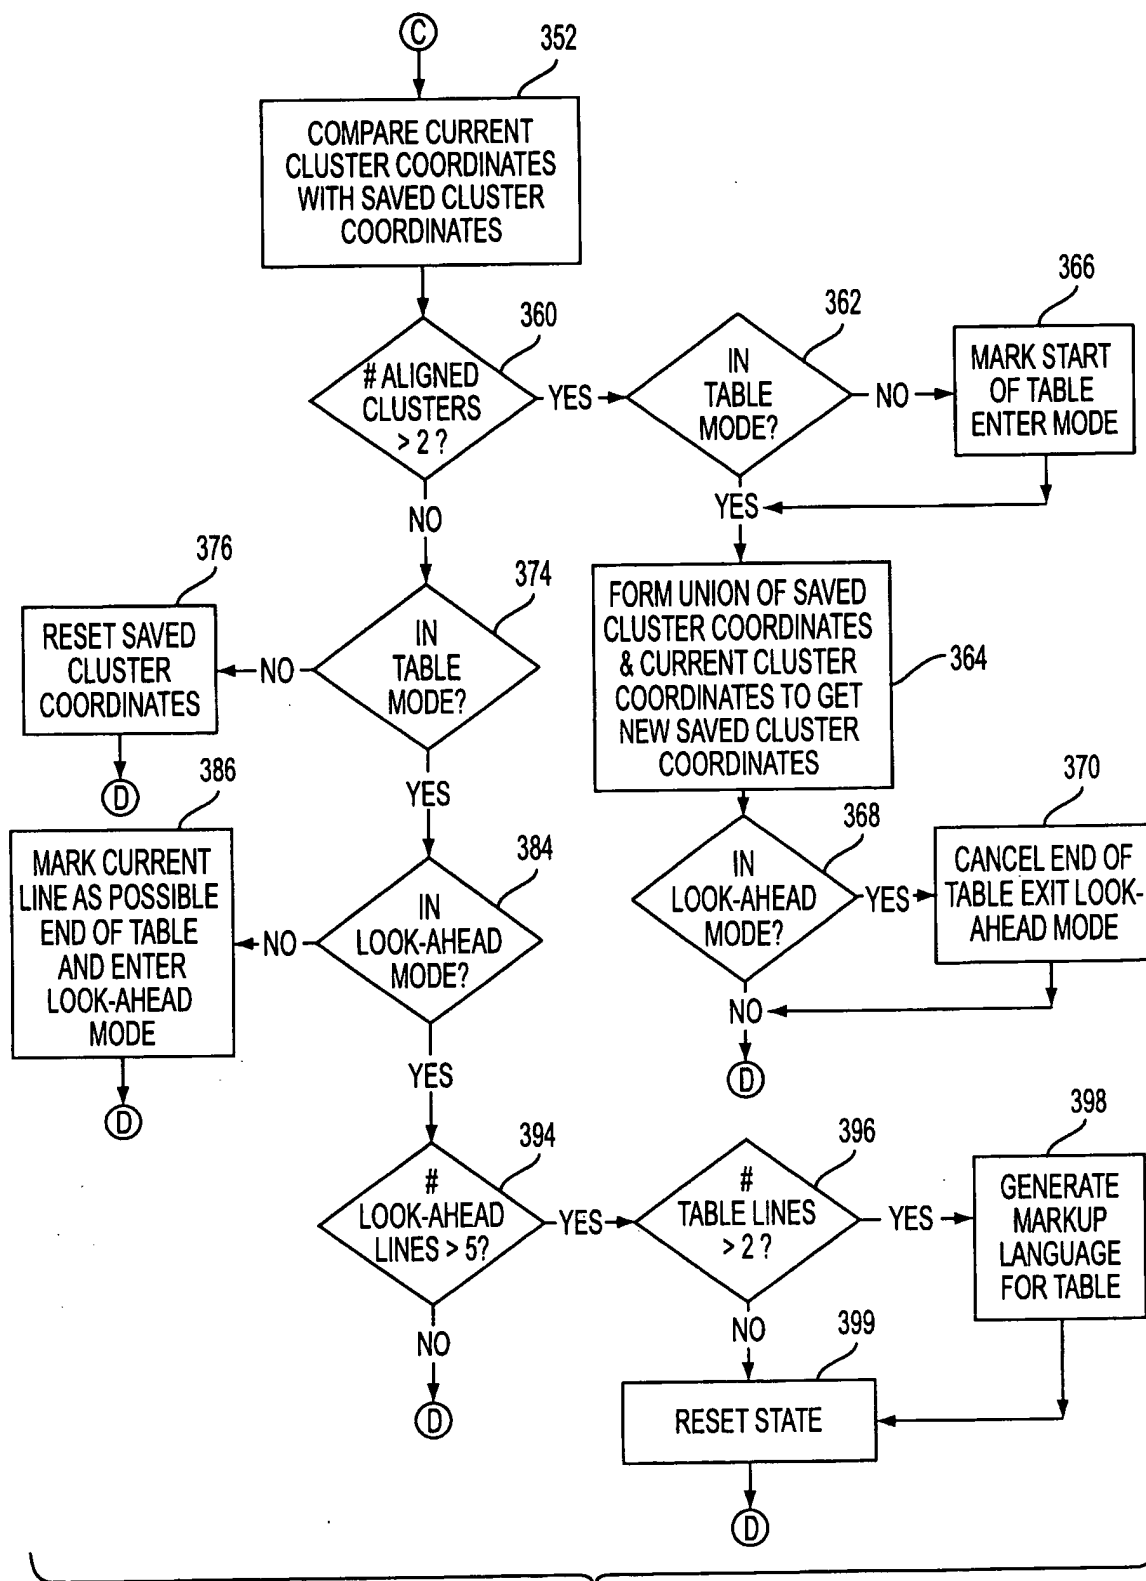 C
352
COMPARE CURRENT
CLUSTER COORDINATES
WITH SAVED CLUSTER
COORDINATES
360
# ALIGNED
CLUSTERS
> 2 ?
YES
362
IN
TABLE
MODE?
NO
366
MARK START
OF TABLE
ENTER MODE
YES
NO
376
RESET SAVED
CLUSTER
COORDINATES
NO
374
IN
TABLE
MODE?
FORM UNION OF SAVED
CLUSTER COORDINATES
& CURRENT CLUSTER
COORDINATES TO GET
NEW SAVED CLUSTER
COORDINATES
364
D
YES
386
MARK CURRENT
LINE AS POSSIBLE
END OF TABLE
AND ENTER
LOOK-AHEAD
MODE
NO
384
IN
LOOK-AHEAD
MODE?
368
IN
LOOK-AHEAD
MODE?
YES
370
CANCEL END OF
TABLE EXIT LOOK-
AHEAD MODE
NO
D
D
YES
394
#
LOOK-AHEAD
LINES > 5?
YES
396
#
TABLE LINES
> 2 ?
YES
398
GENERATE
MARKUP
LANGUAGE
FOR TABLE
NO
D
NO
399
RESET STATE
D